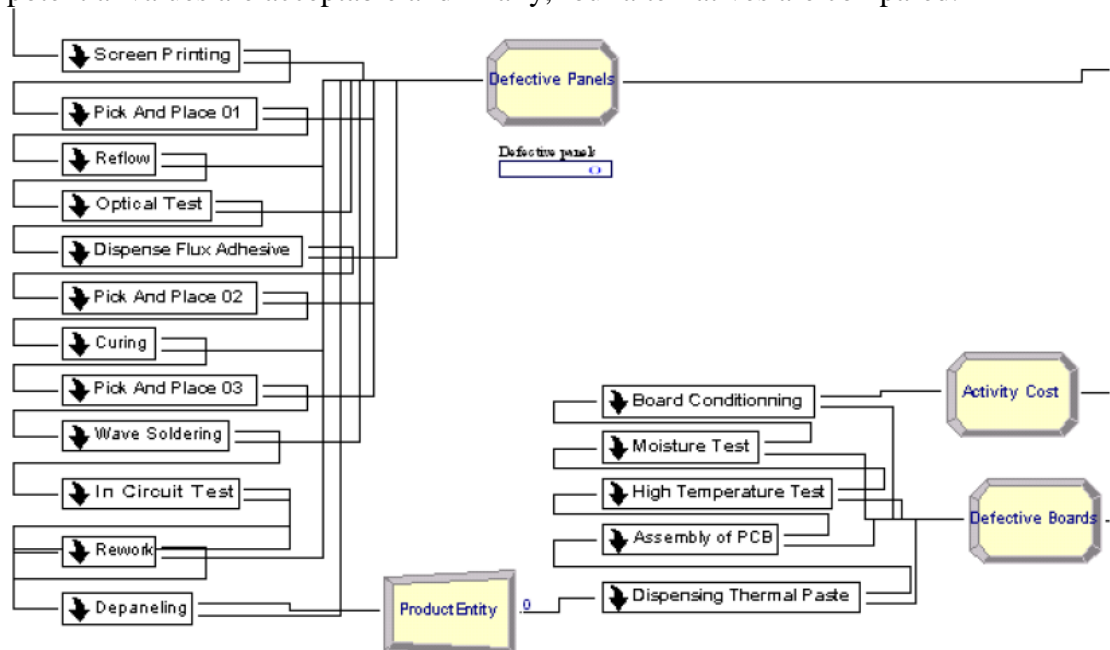 Screen Printing
Pick And Place 01
Reflow
Optical Test
Dispense Flux Adhesive
Pick And Place 02
Curing
Pick And Place 03
Wave Soldering
In Circuit Test
Rework
Depaneling
Defective Panels
Defective panels
0
ProductEntity
0
Board Conditionning
Moisture Test
High Temperature Test
Assembly of PCB
Dispensing Thermal Paste
Activity Cost
Defective Boards